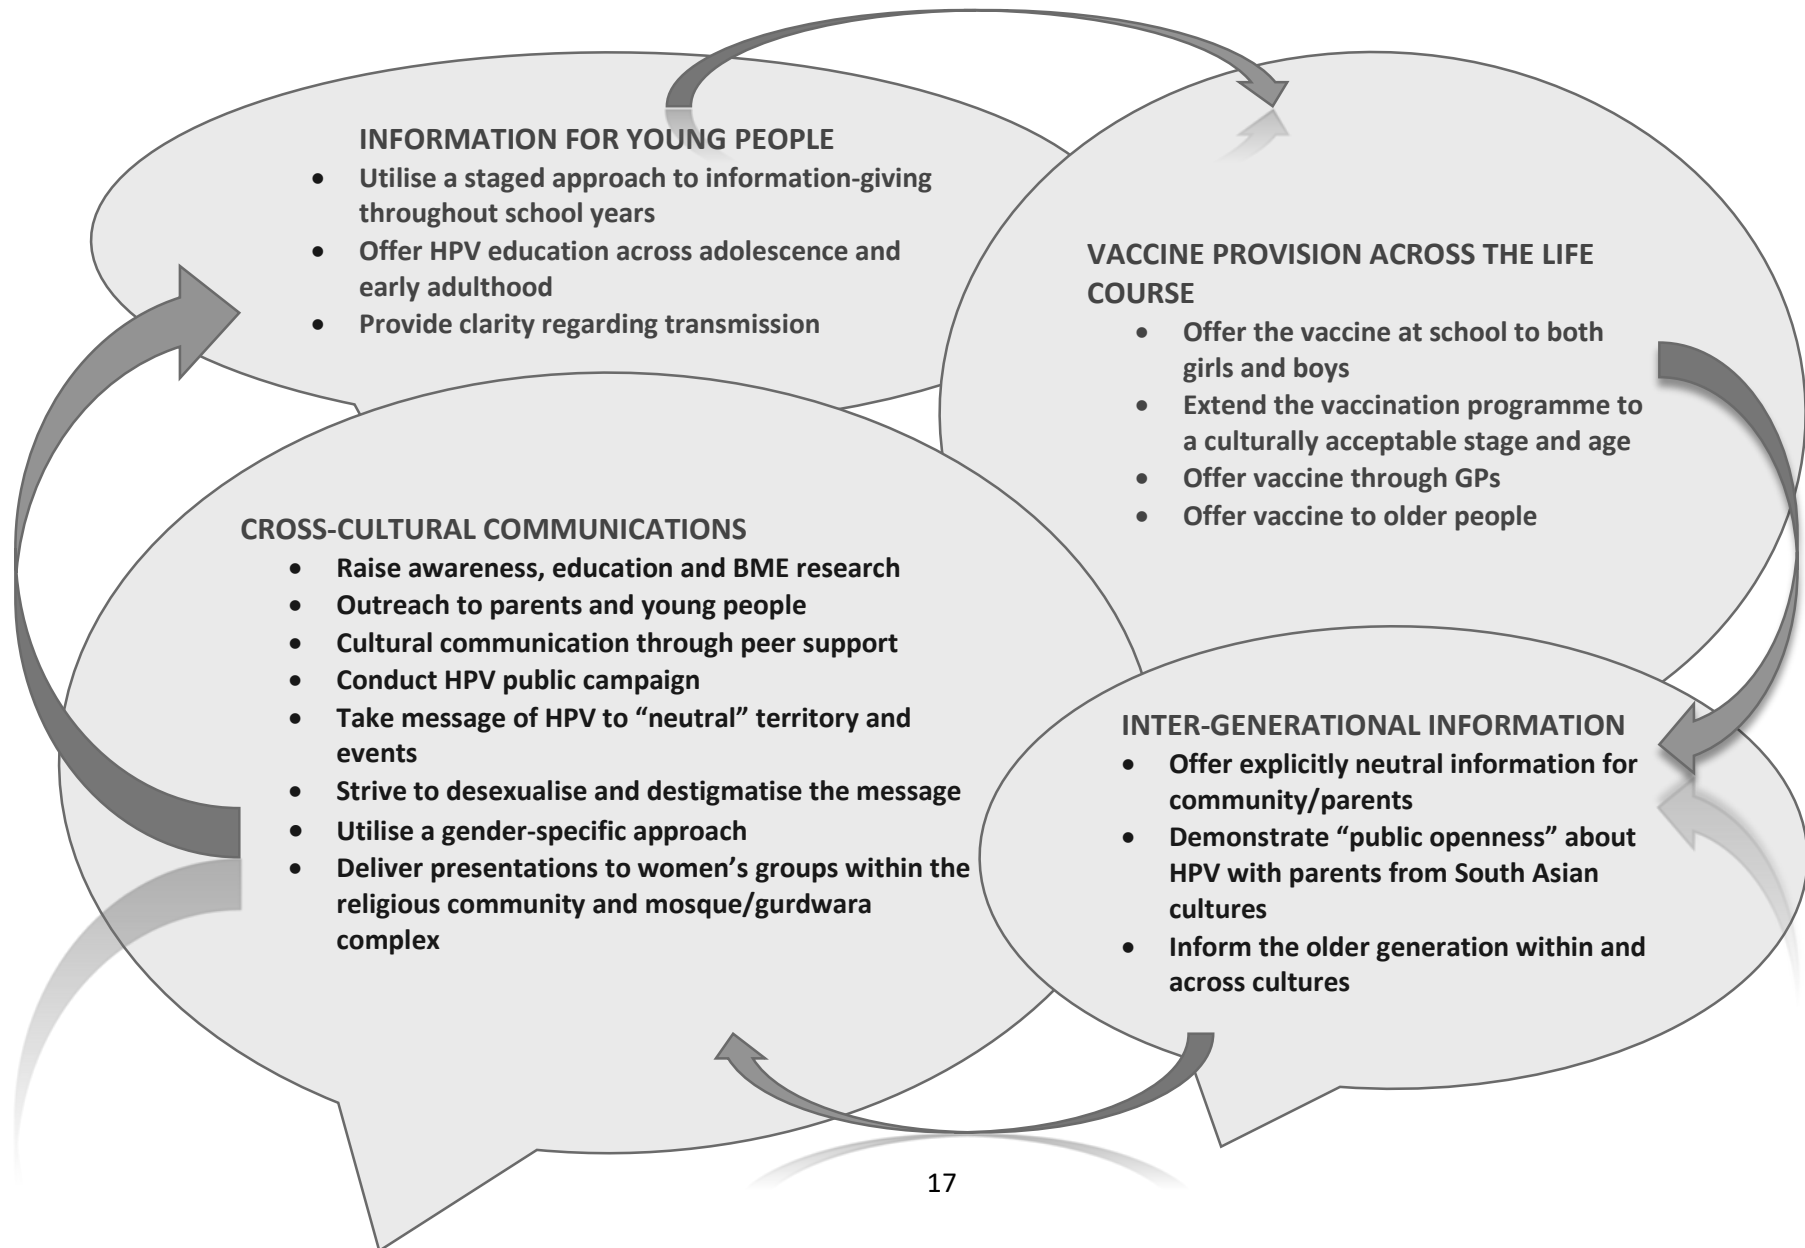 INFORMATION FOR YOUNG PEOPLE
• Utilise a staged approach to information-giving
throughout school years
• Offer HPV education across adolescence and
early adulthood
• Provide clarity regarding transmission
VACCINE PROVISION ACROSS THE LIFE
COURSE
• Offer the vaccine at school to both
girls and boys
• Extend the vaccination programme to
a culturally acceptable stage and age
• Offer vaccine through GPs
• Offer vaccine to older people
CROSS-CULTURAL COMMUNICATIONS
• Raise awareness, education and BME research
• Outreach to parents and young people
• Cultural communication through peer support
• Conduct HPV public campaign
• Take message of HPV to “neutral” territory and
events
• Strive to desexualise and destigmatise the message
• Utilise a gender-specific approach
• Deliver presentations to women’s groups within the
religious community and mosque/gurdwara
complex
INTER-GENERATIONAL INFORMATION
• Offer explicitly neutral information for
community/parents
• Demonstrate “public openness” about
HPV with parents from South Asian
cultures
• Inform the older generation within and
across cultures
17